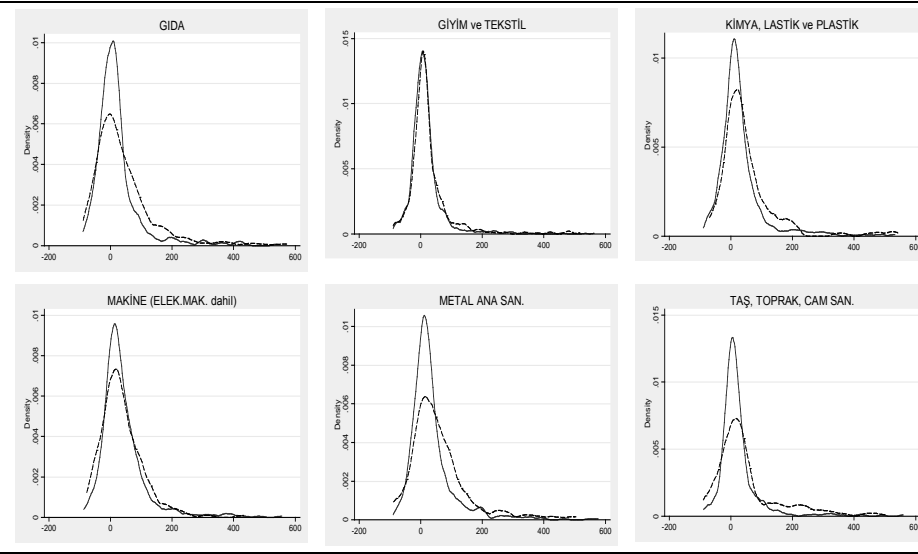 GIDA
Density
.01
.008
.006
.004
.002
0
-200 0 200 400 600
GİYİM ve TEKSTİL
Density
.015
.01
.005
0
-200 0 200 400 600
KİMYA, LASTİK ve PLASTİK
Density
.01
.005
0
-200 0 200 400 600
MAKİNE (ELEK.MAK. dahil)
Density
.01
.008
.006
.004
.002
0
-200 0 200 400 600
METAL ANA SAN.
Density
.01
.008
.006
.004
.002
0
-200 0 200 400 600
TAŞ, TOPRAK, CAM SAN.
Density
.015
.01
.005
0
-200 0 200 400 600